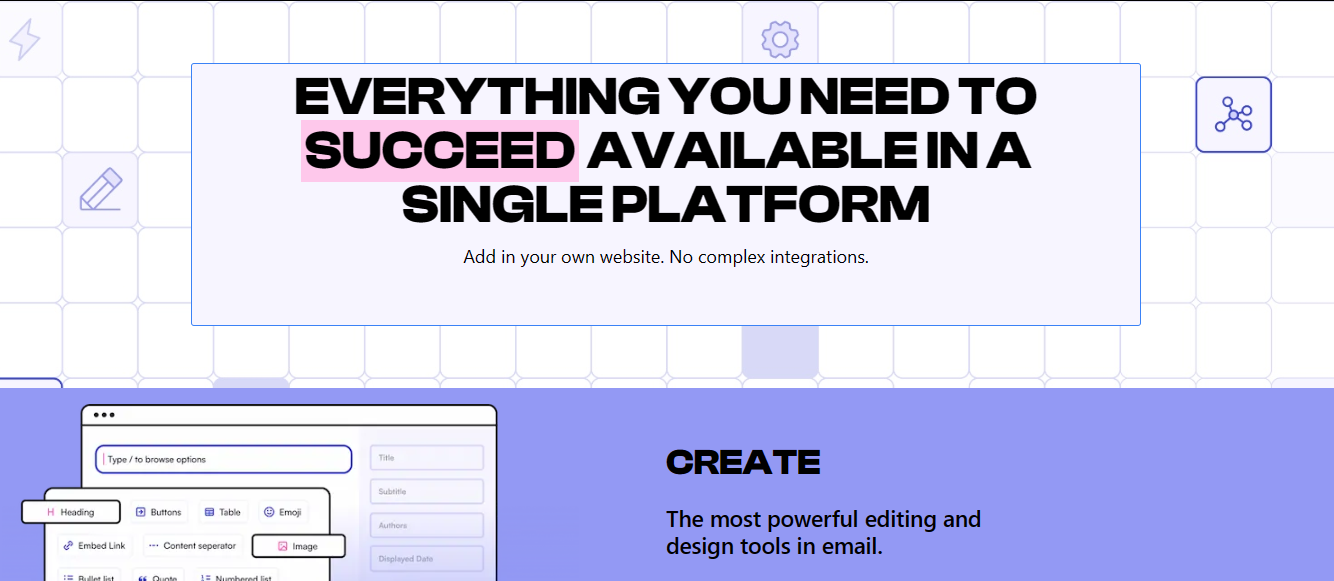 EVERYTHING YOU NEED TO
SUCCEED AVAILABLE IN A
SINGLE PLATFORM
Add in your own website. No complex integrations.
Type / to browse options
Title
Subtitle
Authors
Displayed Date
Heading
Buttons
Table
Emoji
Embed Link
Content seperator
Image
Bullet list
Quote
Numbered list
CREATE
The most powerful editing and
design tools in email.